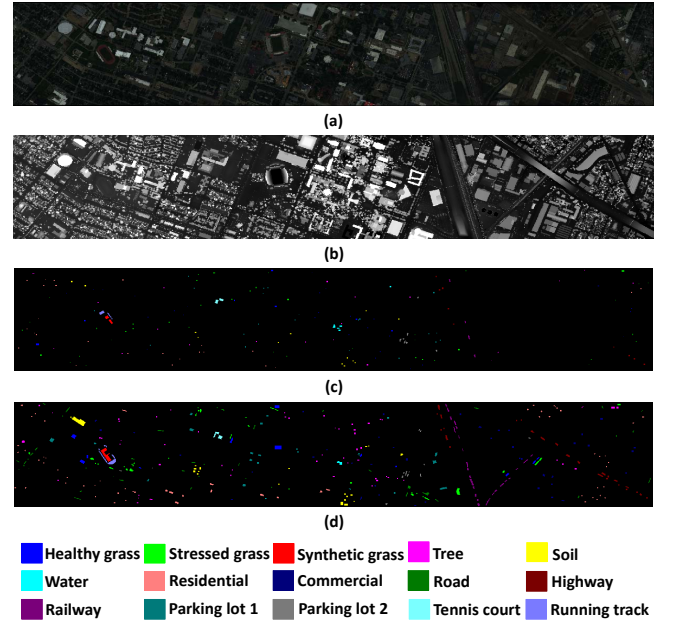 (a)
(b)
(c)
(d)
Healthy grass Stressed grass Synthetic grass Tree Soil
Water Residential Commercial Road Highway
Railway Parking lot 1 Parking lot 2 Tennis court Running track